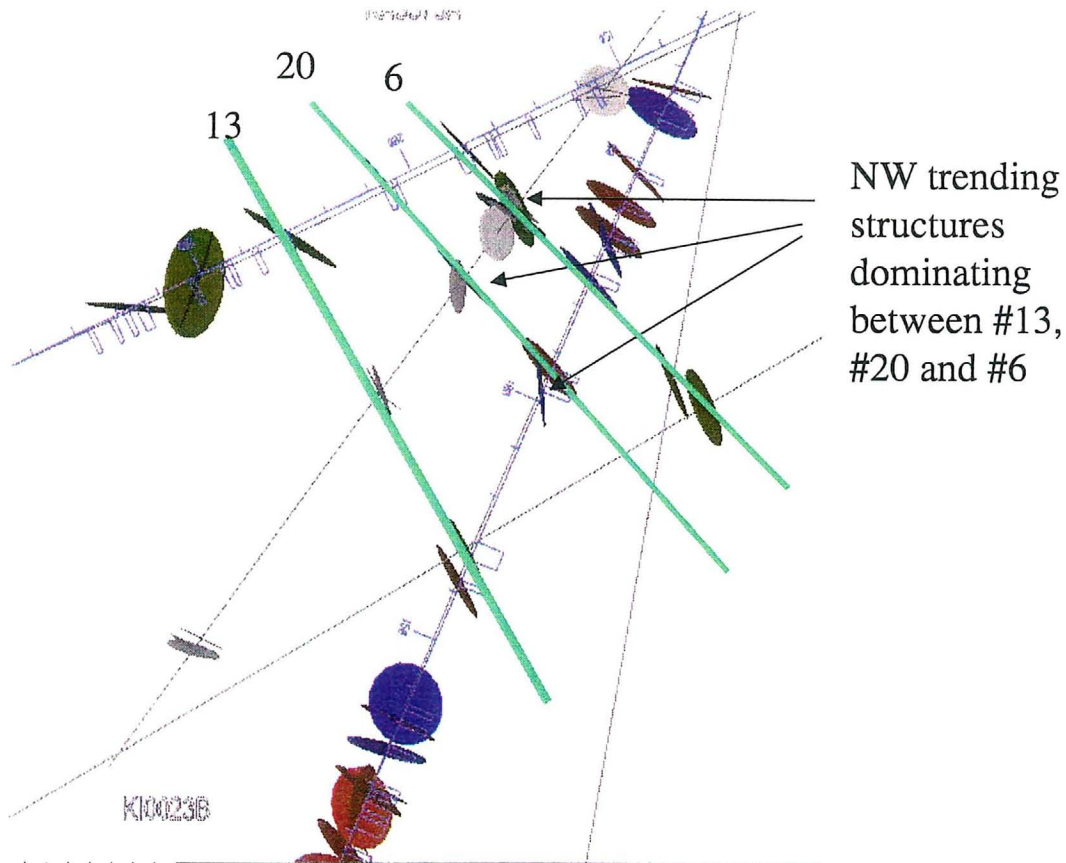 20
6
13
NW trending
structures
dominating
between #13,
#20 and #6
KI0023B